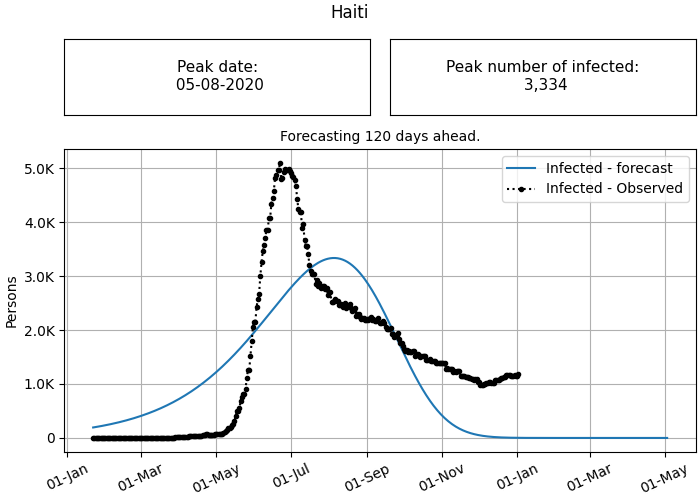 Haiti
Peak date:
05-08-2020
Peak number of infected:
3,334
Forecasting 120 days ahead.
Infected - forecast
Infected - Observed
Persons
5.0K
4.0K
3.0K
2.0K
1.0K
0
01-Jan
01-Mar
01-May
01-Jul
01-Sep
01-Nov
01-Jan
01-Mar
01-May